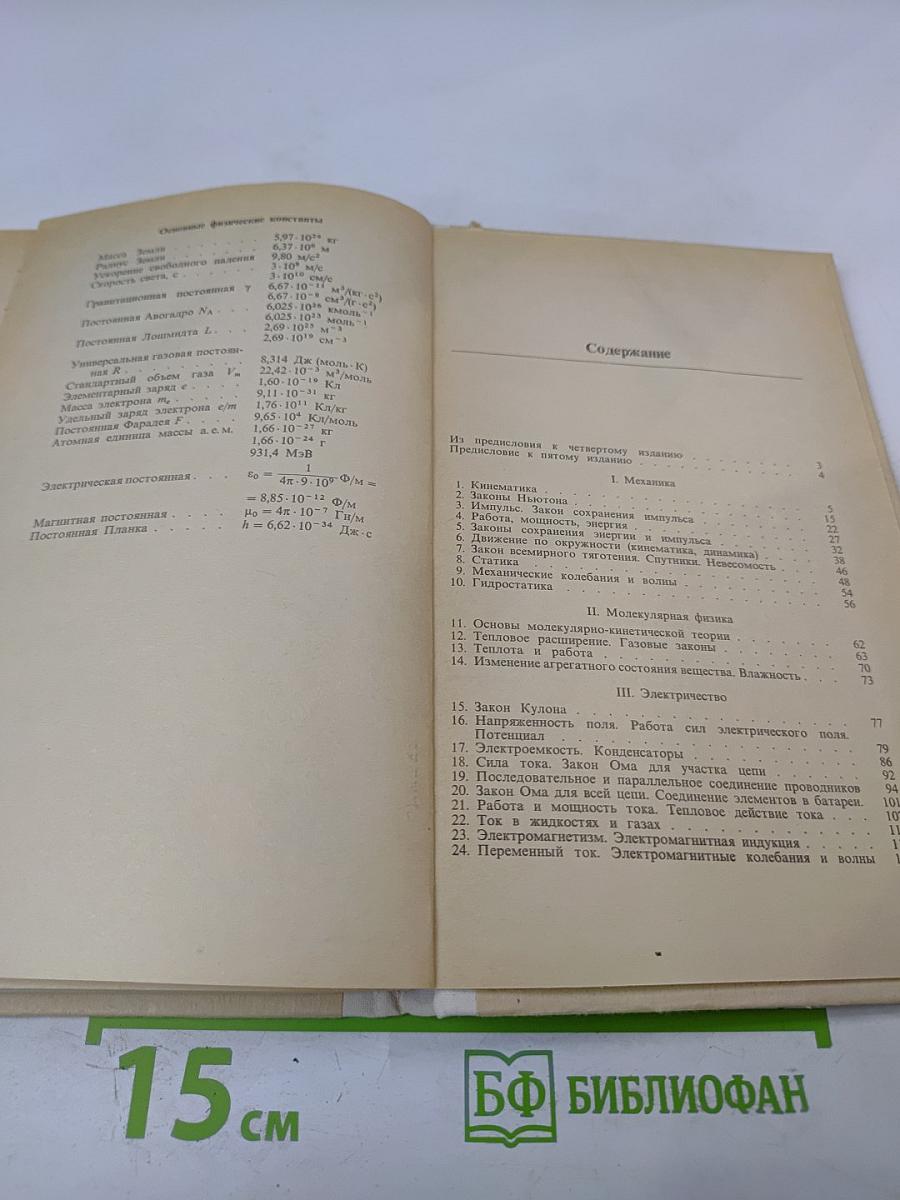 Основные физические константы
Масса Земли . . . . . . . 5,97·10²⁴ кг
Радиус Земли . . . . . . . 6,37·10⁶ м
Ускорение свободного падения 9,80 м/с²
Скорость света, c . . . . . . 3·10⁸ м/с
3·10¹⁰ см/с
Гравитационная постоянная γ 6,67·10⁻¹¹ м³/(кг·с²)
6,67·10⁻⁸ см³/(г·с²)
Постоянная Авогадро N_A . . . 6,025·10²⁶ кмоль⁻¹
6,025·10²³ моль⁻¹
Постоянная Лошмидта L . . . 2,69·10²⁵ м⁻³
2,69·10¹⁹ см⁻³
Универсальная газовая постоян-
ная R . . . . . . . . . 8,314 Дж (моль·К)
Стандартный объем газа V_m 22,42·10⁻³ м³/моль
Элементарный заряд e . . . . 1,60·10⁻¹⁹ Кл
Масса электрона m_e . . . . . 9,11·10⁻³¹ кг
Удельный заряд электрона e/m 1,76·10¹¹ Кл/кг
Постоянная Фарадея F . . . . 9,65·10⁴ Кл/моль
Атомная единица массы а.е.м. 1,66·10⁻²⁷ кг
1,66·10⁻²⁴ г
931,4 МэВ
Электрическая постоянная . . . ε₀ = 1/(4π·9·10⁹) Ф/м =
= 8,85·10⁻¹² Ф/м
Магнитная постоянная . . . . . μ₀ = 4π·10⁻⁷ Гн/м
Постоянная Планка . . . . . . h = 6,62·10⁻³⁴ Дж·с
Содержание
Из предисловия к четвертому изданию . . . . . . . . 3
Предисловие к пятому изданию . . . . . . . . . . 4
I. Механика
1. Кинематика . . . . . . . . . . . . . . 5
2. Законы Ньютона . . . . . . . . . . . . 15
3. Импульс. Закон сохранения импульса . . . . . . . 22
4. Работа, мощность, энергия . . . . . . . . . . 27
5. Законы сохранения энергии и импульса . . . . . . 32
6. Движение по окружности (кинематика, динамика) . . . . 38
7. Закон всемирного тяготения. Спутники. Невесомость . . . . 46
8. Статика . . . . . . . . . . . . . . . 48
9. Механические колебания и волны . . . . . . . . 54
10. Гидростатика . . . . . . . . . . . . . 56
II. Молекулярная физика
11. Основы молекулярно-кинетической теории . . . . . . 62
12. Тепловое расширение. Газовые законы . . . . . . . 63
13. Теплота и работа . . . . . . . . . . . . 70
14. Изменение агрегатного состояния вещества. Влажность . . . 73
III. Электричество
15. Закон Кулона . . . . . . . . . . . . . 77
16. Напряженность поля. Работа сил электрического поля.
Потенциал . . . . . . . . . . . . . . 79
17. Электроемкость. Конденсаторы . . . . . . . . . 86
18. Сила тока. Закон Ома для участка цепи . . . . . . 92
19. Последовательное и параллельное соединение проводников 94
20. Закон Ома для всей цепи. Соединение элементов в батареи. 101
21. Работа и мощность тока. Тепловое действие тока . . . 10
22. Ток в жидкостях и газах . . . . . . . . . . . 11
23. Электромагнетизм. Электромагнитная индукция . . . . . 1
24. Переменный ток. Электромагнитные колебания и волны 1
15 см
БФ БИБЛИОФАН